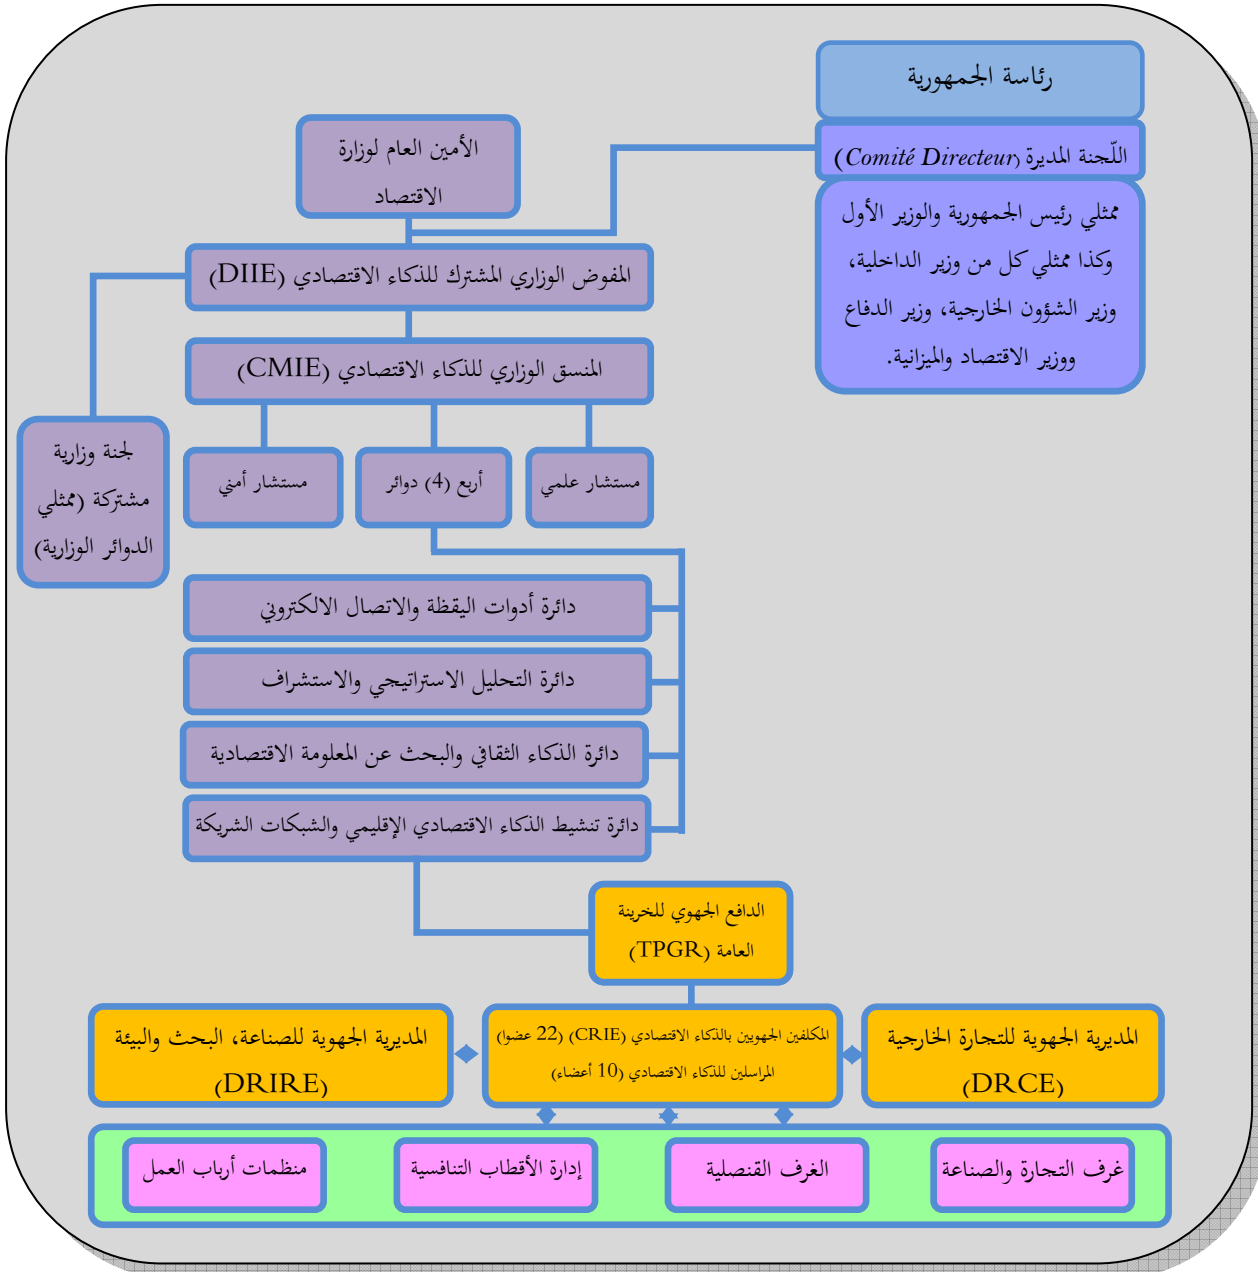 رئاسة الجمهورية
اللّجنة المديرة (Comité Directeur)
ممثلي رئيس الجمهورية والوزير الأول
وكذا ممثلي كل من وزير الداخلية،
وزير الشؤون الخارجية، وزير الدفاع
ووزير الاقتصاد والميزانية.
الأمين العام لوزارة
الاقتصاد
المفوض الوزاري المشترك للذكاء الاقتصادي (DIIE)
المنسق الوزاري للذكاء الاقتصادي (CMIE)
لجنة وزارية
مشتركة (ممثلي
الدوائر الوزارية)
مستشار علمي
أربع (4) دوائر
مستشار أمني
دائرة أدوات اليقظة والاتصال الالكتروني
دائرة التحليل الاستراتيجي والاستشراف
دائرة الذكاء الثقافي والبحث عن المعلومة الاقتصادية
دائرة تنشيط الذكاء الاقتصادي الإقليمي والشبكات الشريكة
الدافع الجهوي للخزينة
العامة (TPGR)
المديرية الجهوية للتجارة الخارجية
(DRCE)
المكلفين الجهويين بالذكاء الاقتصادي (CRIE) (22 عضوا)
المراسلين للذكاء الاقتصادي (10 أعضاء)
المديرية الجهوية للصناعة، البحث والبيئة
(DRIRE)
غرف التجارة والصناعة
الغرف القنصلية
إدارة الأقطاب التنافسية
منظمات أرباب العمل